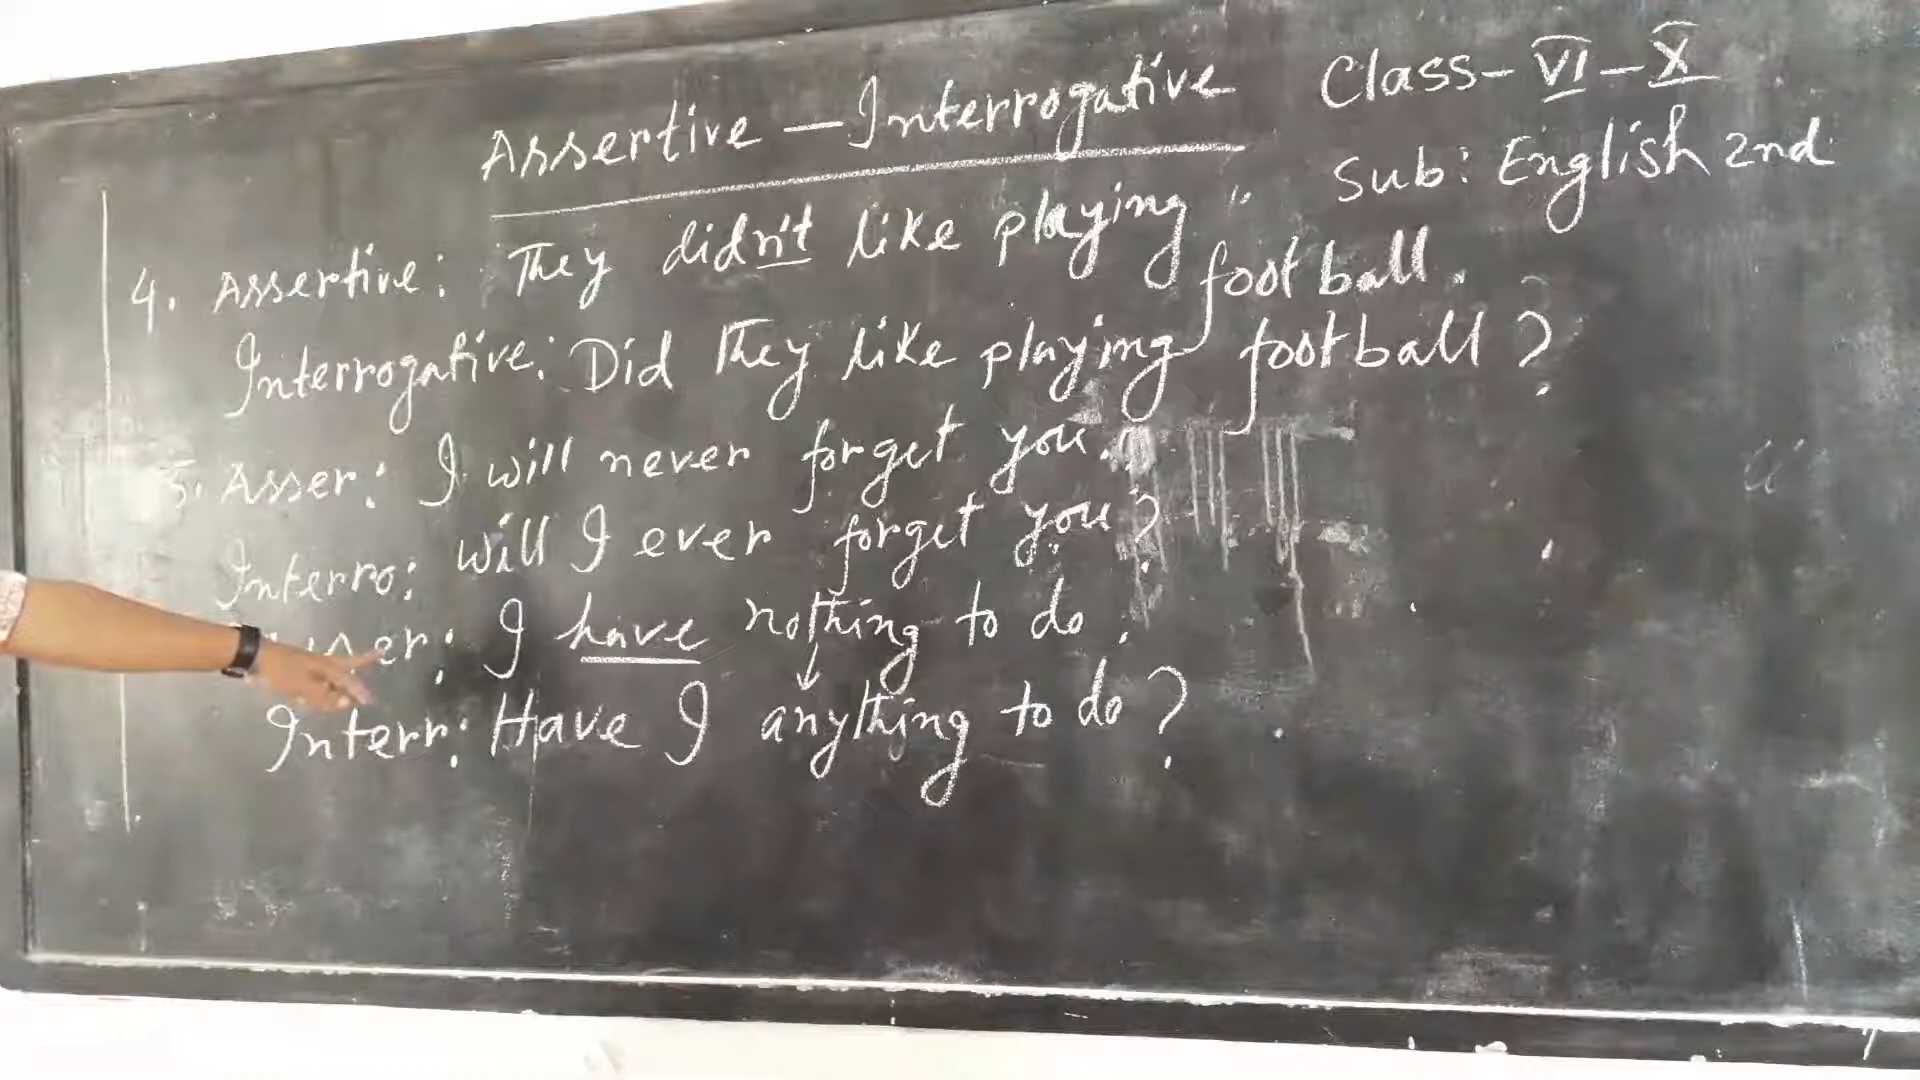 Assertive – Interrogative
Class - VI - X
Sub: English 2nd
4. Assertive: They didn't like playing football.
Interrogative: Did they like playing football?
5. Asser: I will never forget you.
Interro: Will I ever forget you?
I have nothing to do.
Interr: Have I anything to do?